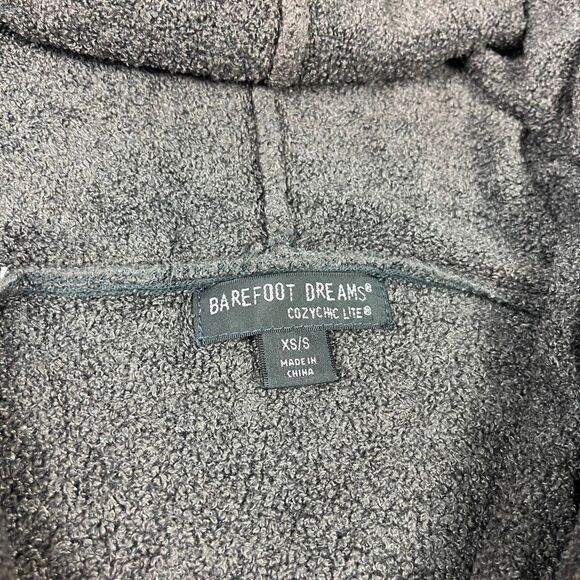 BAREFOOT DREAMS®
COZYCHIC LITE®
XS/S
MADE IN
CHINA